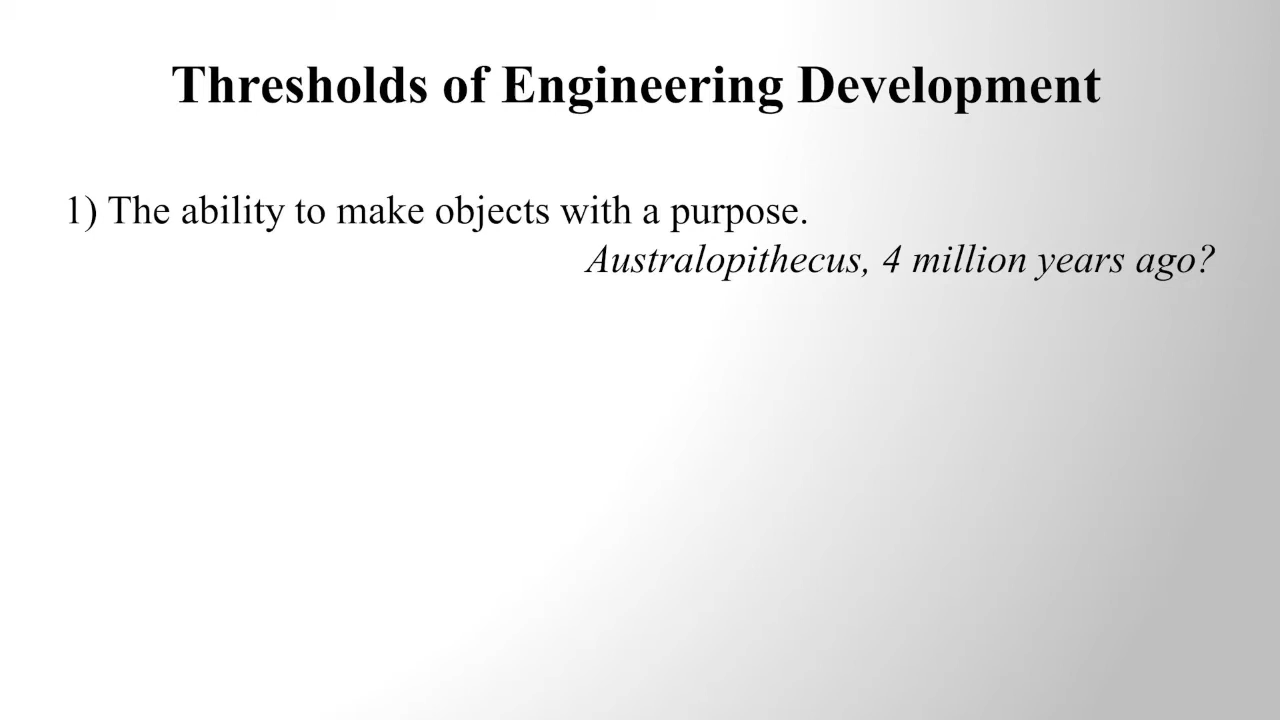 Thresholds of Engineering Development
1) The ability to make objects with a purpose.
Australopithecus, 4 million years ago?